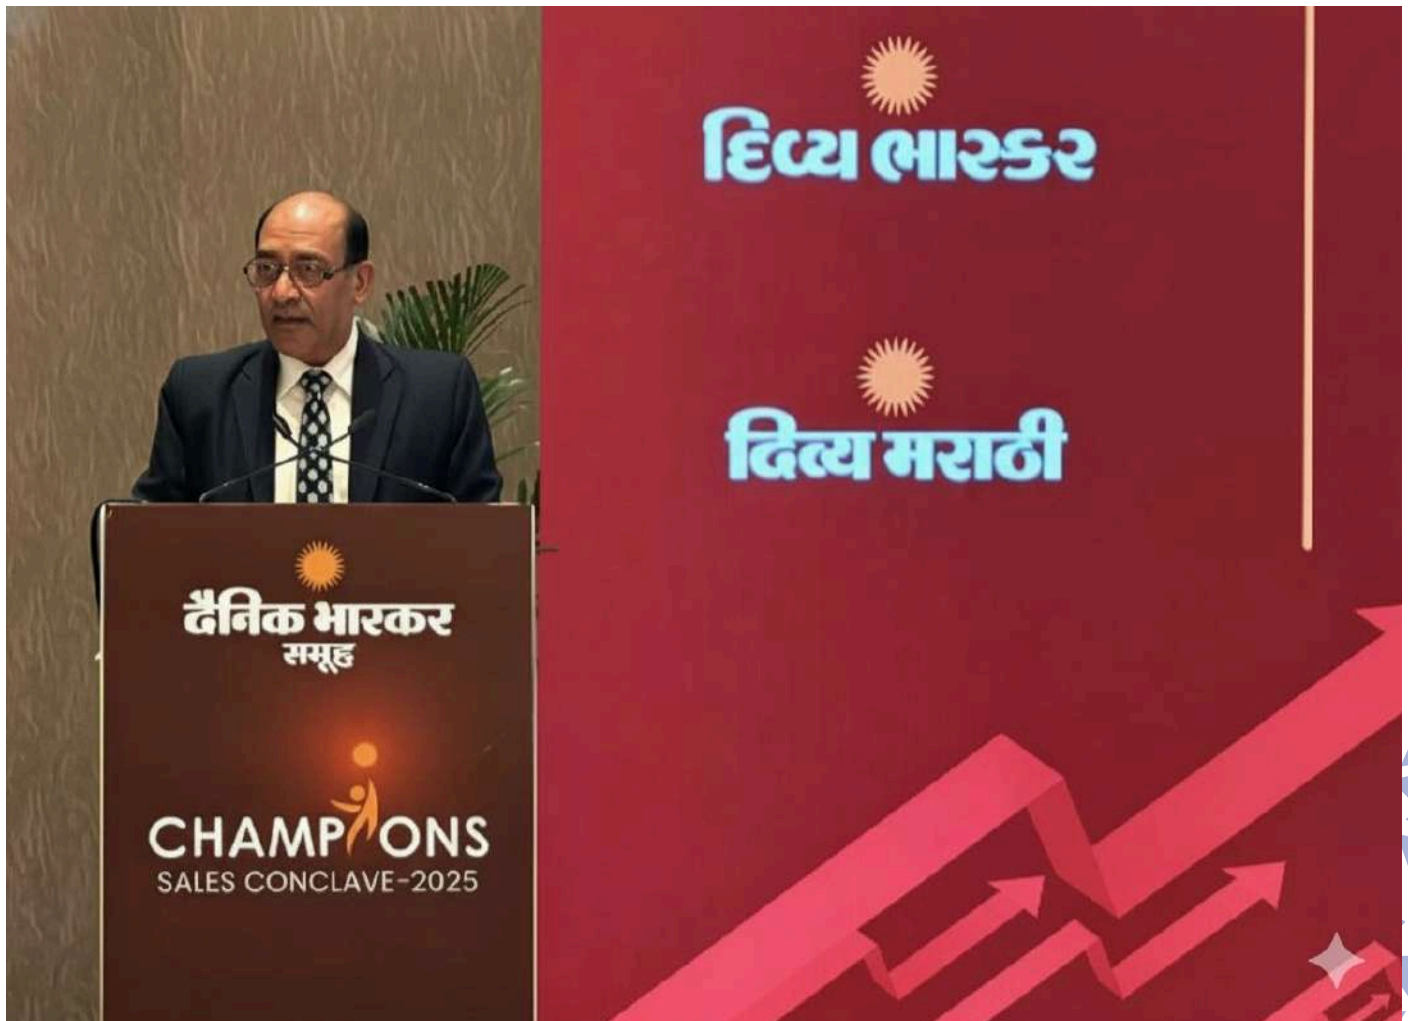 દિવ્ય ભાસ્કર
दिव्य मराठी
दैनिक भास्कर
समूह
CHAMPIONS
SALES CONCLAVE-2025